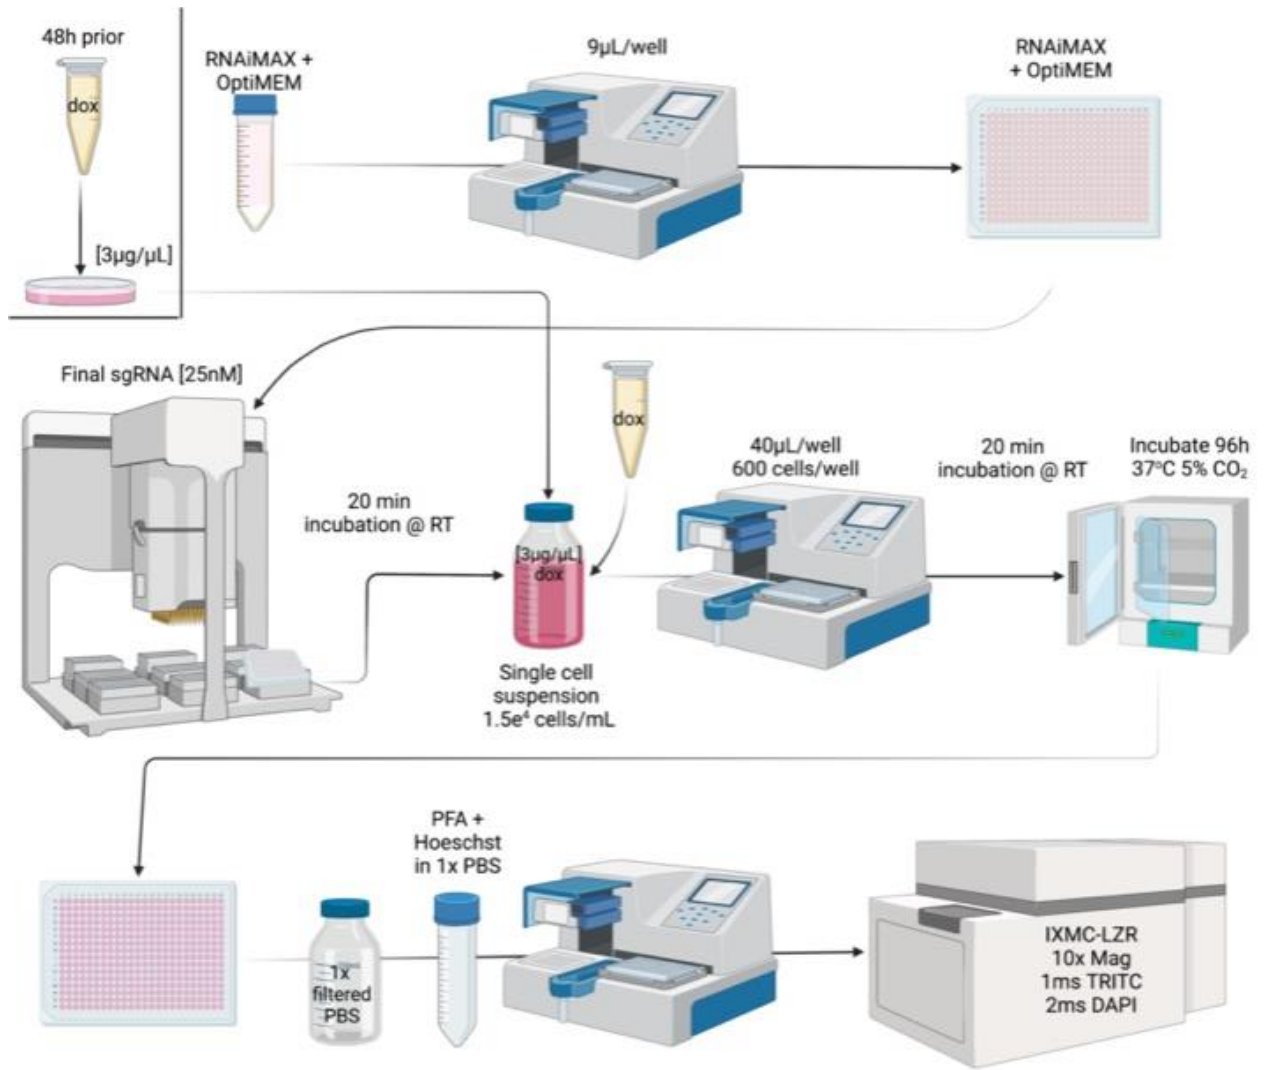 48h prior
dox
[3µg/µL]
RNAiMAX +
OptiMEM
9µL/well
RNAiMAX
+ OptiMEM
Final sgRNA [25nM]
20 min
incubation @ RT
dox
[3µg/µL]
dox
Single cell
suspension
1.5e⁴ cells/mL
40µL/well
600 cells/well
20 min
incubation @ RT
Incubate 96h
37°C 5% CO₂
1x
filtered
PBS
PFA +
Hoeschst
in 1x PBS
IXMC-LZR
10x Mag
1ms TRITC
2ms DAPI